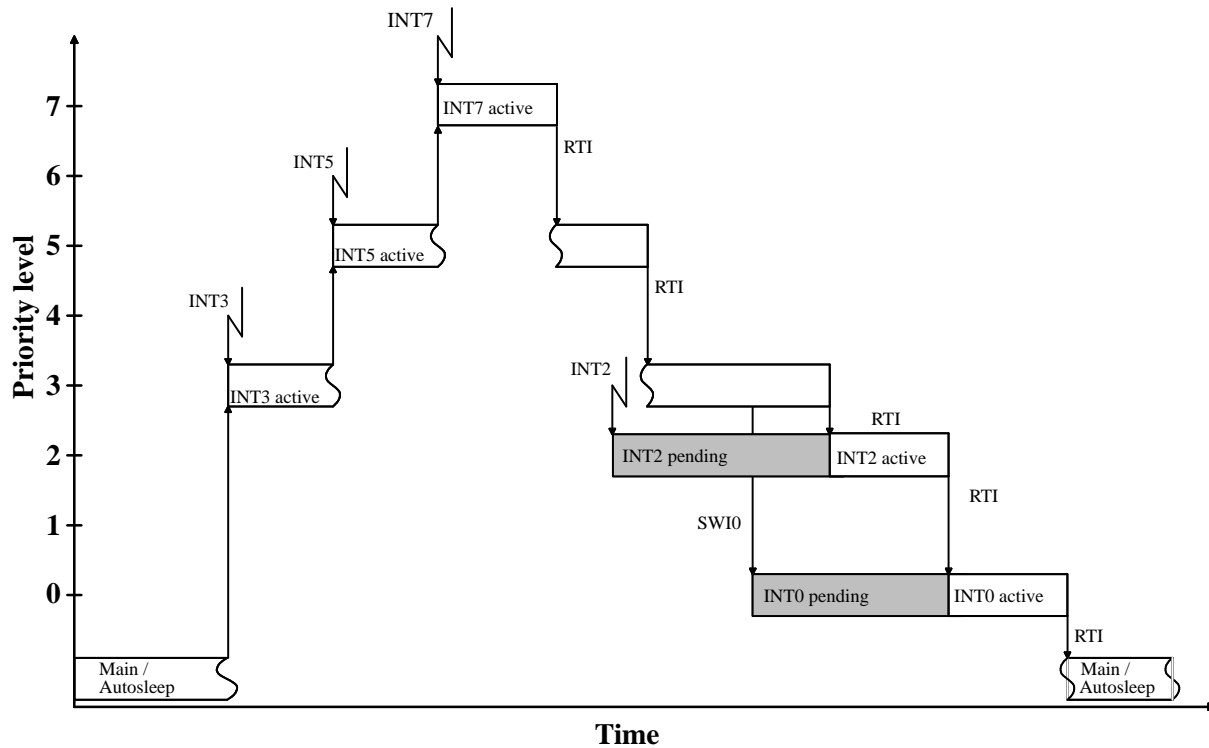 INT7
7
INT7 active
RTI
INT5
6
5
INT5 active
RTI
INT3
4
INT2
3
INT3 active
RTI
2
INT2 pending
INT2 active
RTI
SWI0
1
0
INT0 pending
INT0 active
RTI
Main /
Autosleep
Main /
Autosleep
Priority level
Time